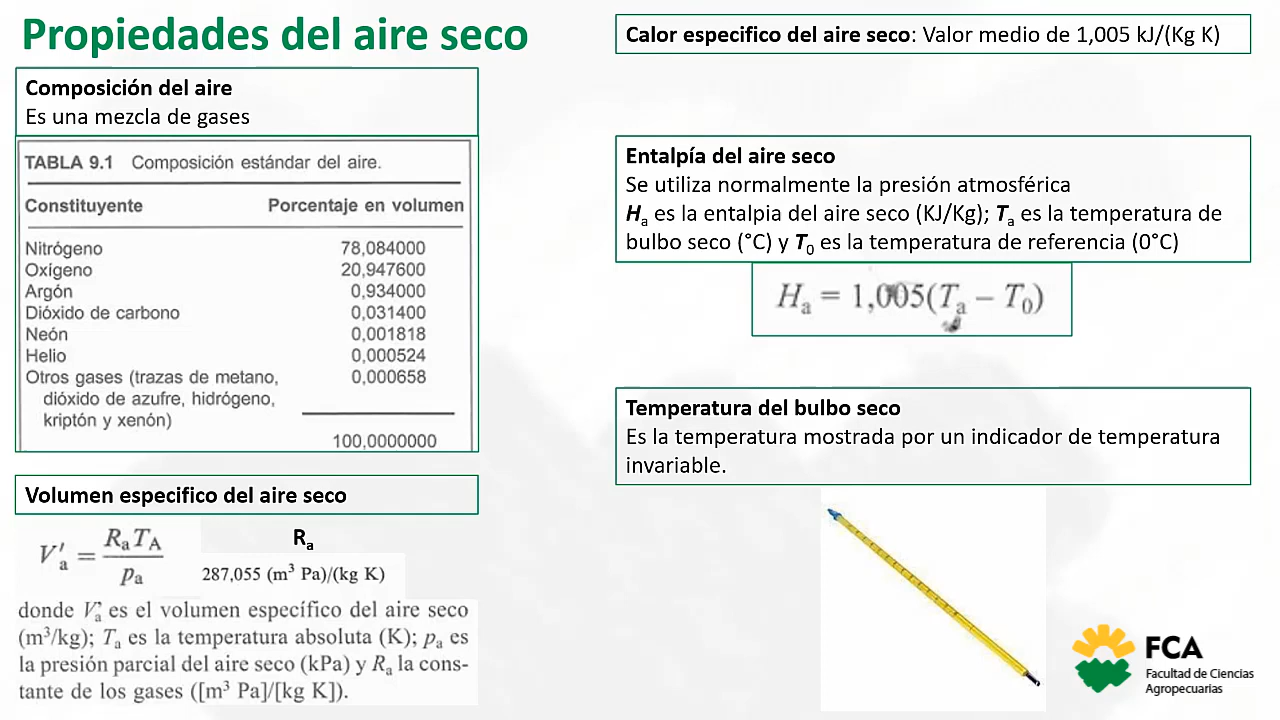 Propiedades del aire seco
Composición del aire
Es una mezcla de gases
TABLA 9.1 Composición estándar del aire.
Constituyente Porcentaje en volumen
Nitrógeno 78,084000
Oxígeno 20,947600
Argón 0,934000
Dióxido de carbono 0,031400
Neón 0,001818
Helio 0,000524
Otros gases (trazas de metano, 0,000658
dióxido de azufre, hidrógeno,
kriptón y xenón)
100,0000000
Volumen especifico del aire seco
V′a = RaTA / pa
Ra
287,055 (m³ Pa)/(kg K)
donde V′a es el volumen específico del aire seco
(m³/kg); Ta es la temperatura absoluta (K); pa es
la presión parcial del aire seco (kPa) y Ra la cons-
tante de los gases ([m³ Pa]/[kg K]).
Calor especifico del aire seco: Valor medio de 1,005 kJ/(Kg K)
Entalpía del aire seco
Se utiliza normalmente la presión atmosférica
Ha es la entalpia del aire seco (KJ/Kg); Ta es la temperatura de
bulbo seco (°C) y T0 es la temperatura de referencia (0°C)
Ha = 1,005(Ta – T0)
Temperatura del bulbo seco
Es la temperatura mostrada por un indicador de temperatura
invariable.
FCA
Facultad de Ciencias
Agropecuarias